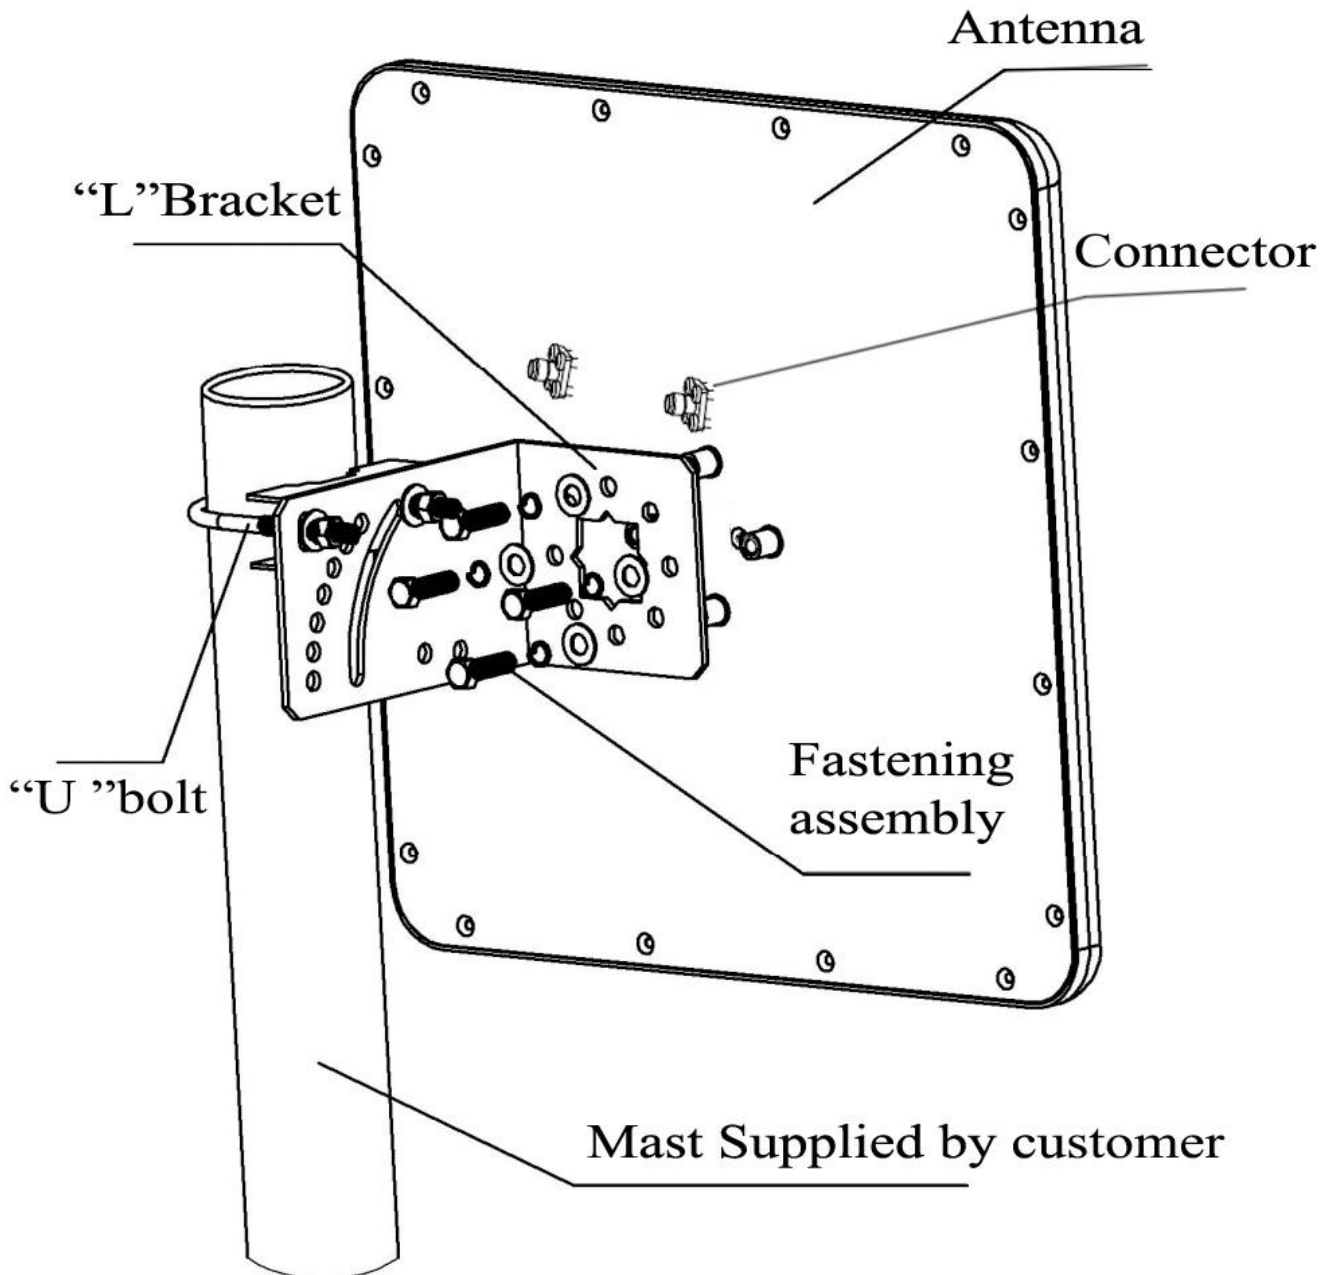 Antenna
“L”Bracket
Connector
“U ”bolt
Fastening
assembly
Mast Supplied by customer